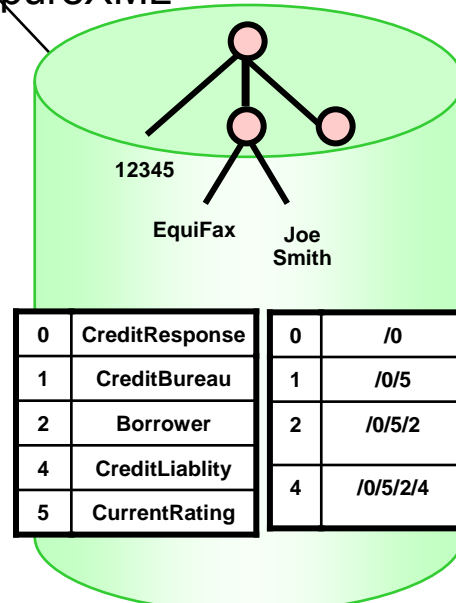 pureXML
12345
EquiFax
Joe
Smith
0 CreditResponse
1 CreditBureau
2 Borrower
4 CreditLiablity
5 CurrentRating
0 /0
1 /0/5
2 /0/5/2
4 /0/5/2/4